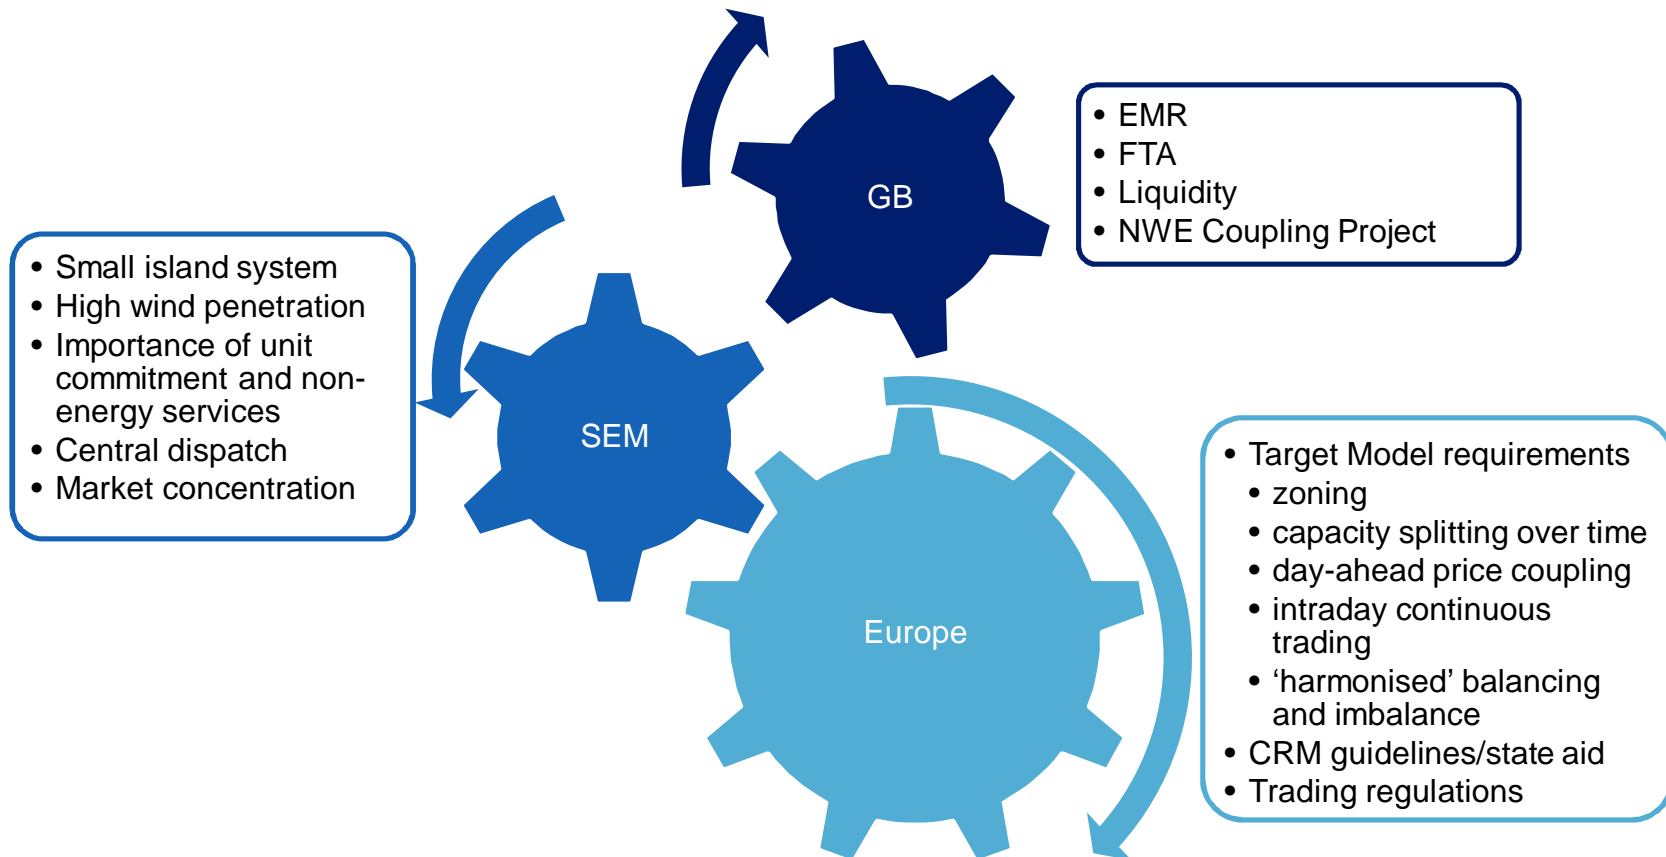 GB
• EMR
• FTA
• Liquidity
• NWE Coupling Project
• Small island system
• High wind penetration
• Importance of unit
commitment and non-
energy services
• Central dispatch
• Market concentration
SEM
Europe
• Target Model requirements
• zoning
• capacity splitting over time
• day-ahead price coupling
• intraday continuous
trading
• ‘harmonised’ balancing
and imbalance
• CRM guidelines/state aid
• Trading regulations